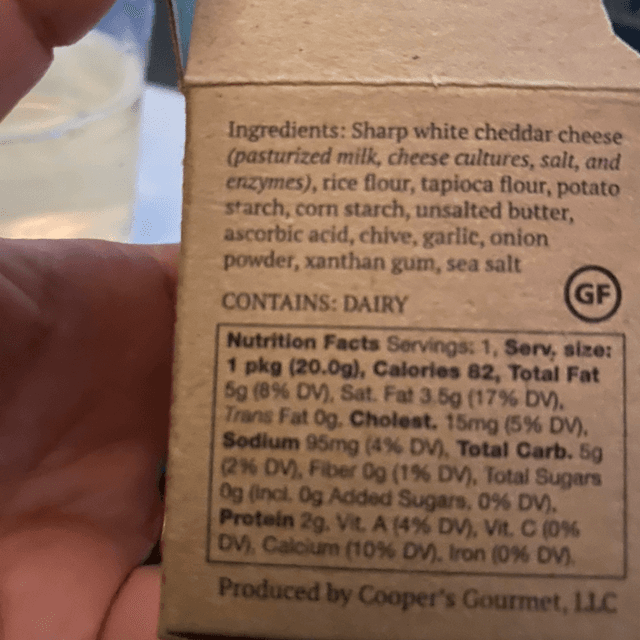 Ingredients: Sharp white cheddar cheese
(pasturized milk, cheese cultures, salt, and
enzymes), rice flour, tapioca flour, potato
starch, corn starch, unsalted butter,
ascorbic acid, chive, garlic, onion
powder, xanthan gum, sea salt
GF
CONTAINS: DAIRY
Nutrition Facts Servings: 1, Serv. size:
1 pkg (20.0g), Calories 82, Total Fat
5g (6% DV), Sat. Fat 3.5g (17% DV),
Trans Fat 0g, Cholest. 15mg (5% DV),
Sodium 95mg (4% DV), Total Carb. 5g
(2% DV), Fiber 0g (1% DV), Total Sugars
0g (Incl. 0g Added Sugars, 0% DV),
Protein 2g, Vit. A (4% DV), Vit. C (0%
DV), Calcium (10% DV), Iron (0% DV).
Produced by Cooper's Gourmet, LLC